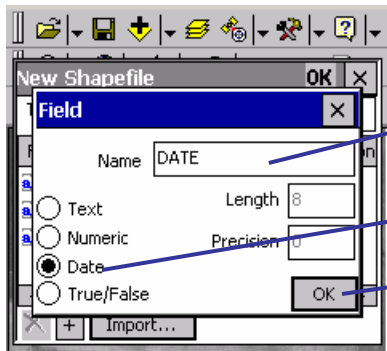 New Shapefile OK
Field
Name DATE
Text Length 8
Numeric Precision 0
Date
True/False OK
Import...